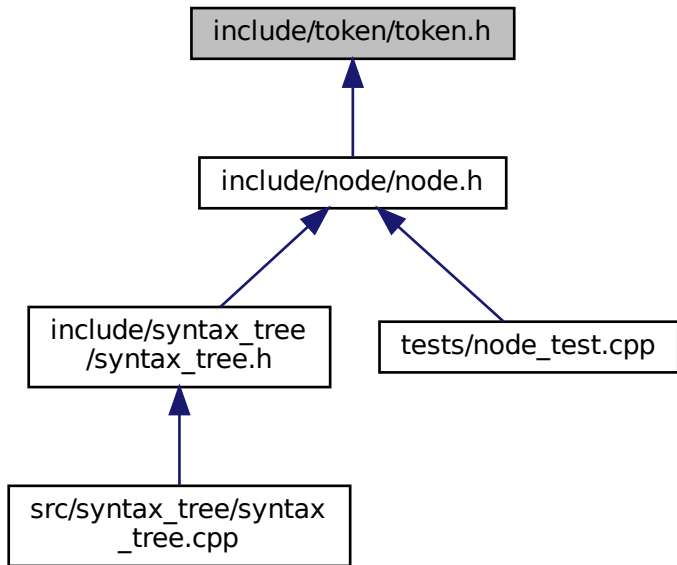 include/token/token.h
include/node/node.h
include/syntax_tree
/syntax_tree.h
tests/node_test.cpp
src/syntax_tree/syntax
_tree.cpp